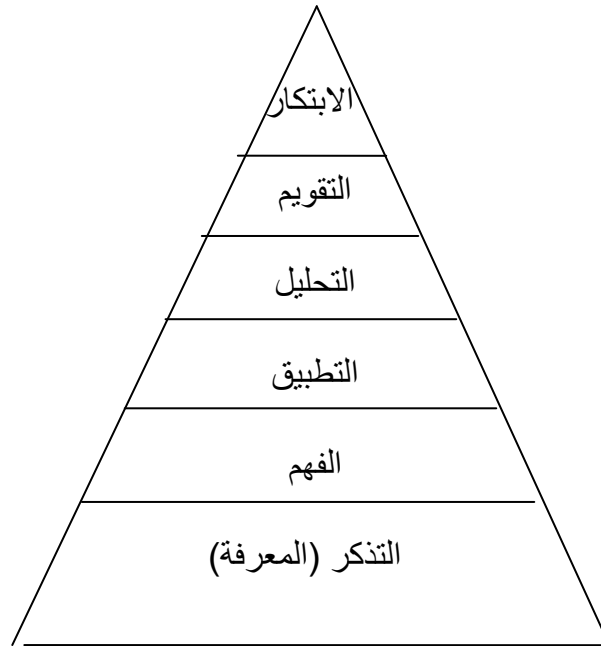 الابتكار
التقويم
التحليل
التطبيق
الفهم
التذكر (المعرفة)